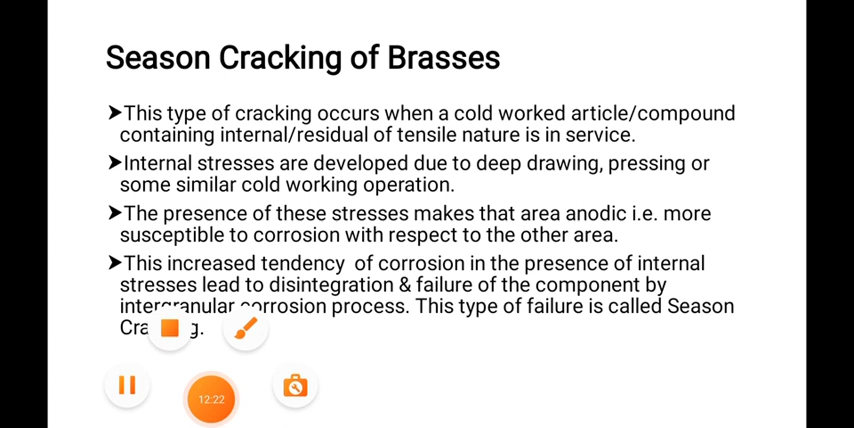 Season Cracking of Brasses
➤This type of cracking occurs when a cold worked article/compound
containing internal/residual of tensile nature is in service.
➤Internal stresses are developed due to deep drawing, pressing or
some similar cold working operation.
➤The presence of these stresses makes that area anodic i.e. more
susceptible to corrosion with respect to the other area.
➤This increased tendency of corrosion in the presence of internal
stresses lead to disintegration & failure of the component by
intergranular corrosion process. This type of failure is called Season
12:22